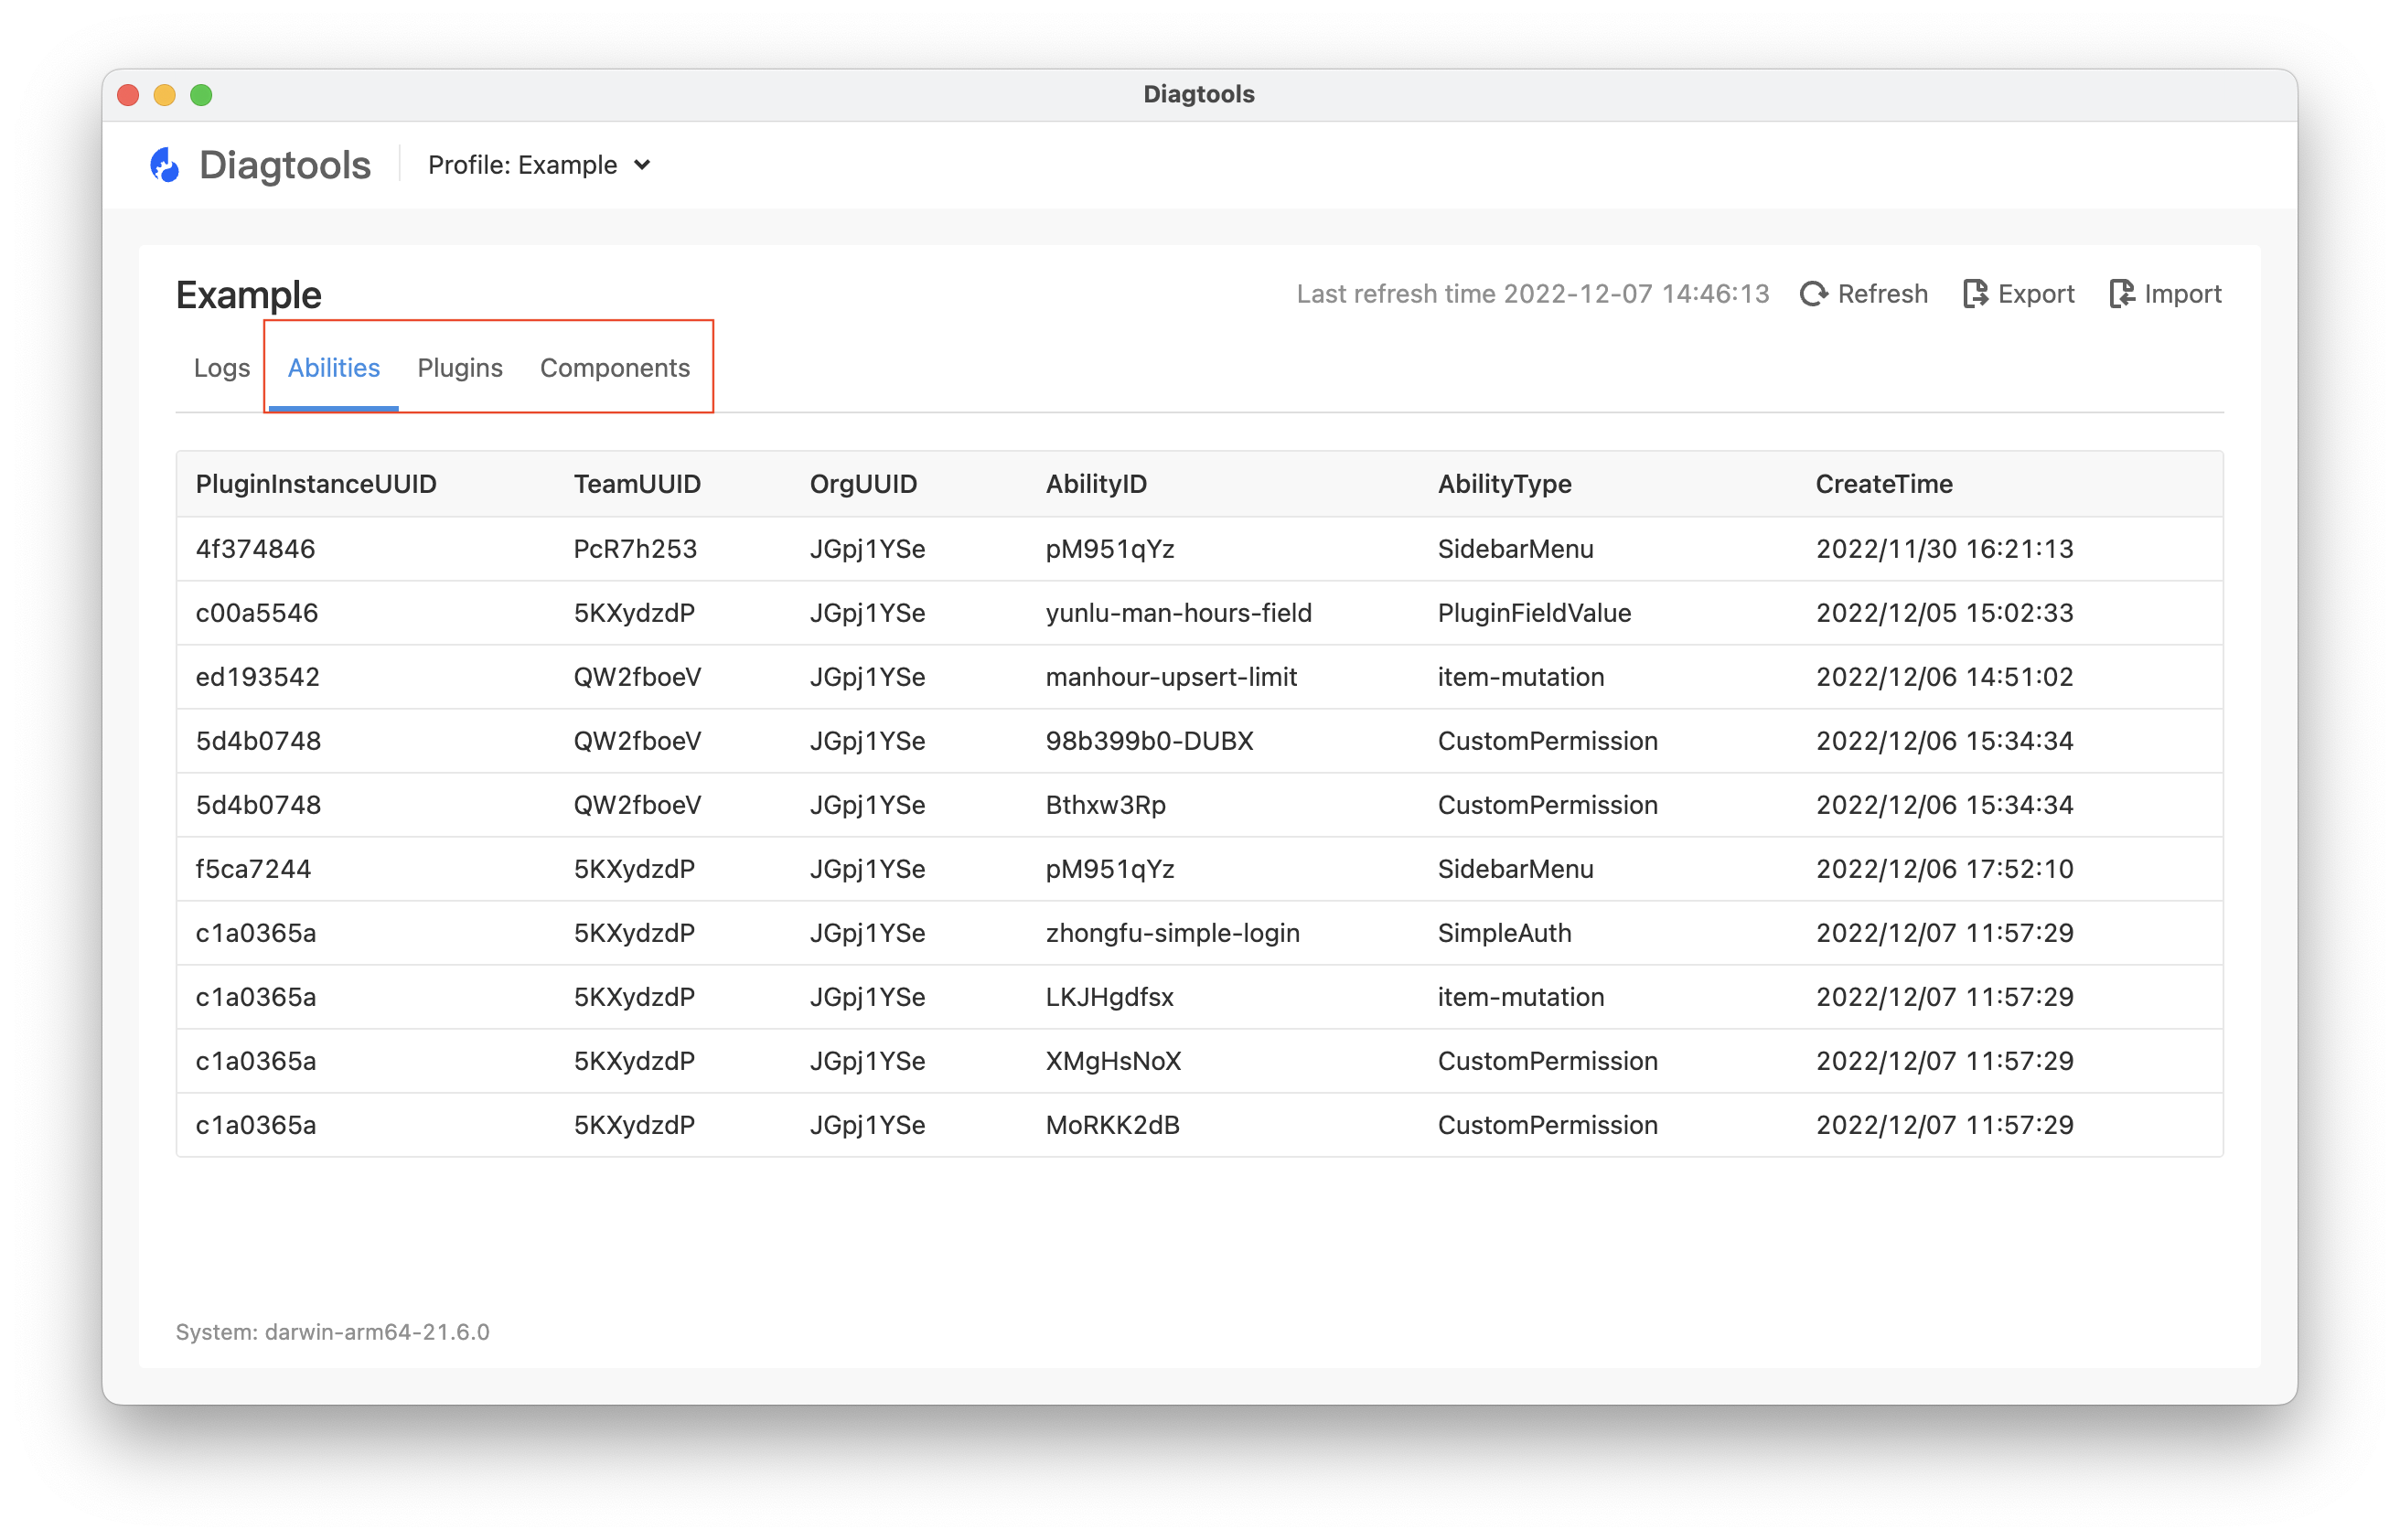 Diagtools
Diagtools Profile: Example
Example Last refresh time 2022-12-07 14:46:13 Refresh Export Import
Logs Abilities Plugins Components
PluginInstanceUUID TeamUUID OrgUUID AbilityID AbilityType CreateTime
4f374846 PcR7h253 JGpj1YSe pM951qYz SidebarMenu 2022/11/30 16:21:13
c00a5546 5KXydzdP JGpj1YSe yunlu-man-hours-field PluginFieldValue 2022/12/05 15:02:33
ed193542 QW2fboeV JGpj1YSe manhour-upsert-limit item-mutation 2022/12/06 14:51:02
5d4b0748 QW2fboeV JGpj1YSe 98b399b0-DUBX CustomPermission 2022/12/06 15:34:34
5d4b0748 QW2fboeV JGpj1YSe Bthxw3Rp CustomPermission 2022/12/06 15:34:34
f5ca7244 5KXydzdP JGpj1YSe pM951qYz SidebarMenu 2022/12/06 17:52:10
c1a0365a 5KXydzdP JGpj1YSe zhongfu-simple-login SimpleAuth 2022/12/07 11:57:29
c1a0365a 5KXydzdP JGpj1YSe LKJHgdfsx item-mutation 2022/12/07 11:57:29
c1a0365a 5KXydzdP JGpj1YSe XMgHsNoX CustomPermission 2022/12/07 11:57:29
c1a0365a 5KXydzdP JGpj1YSe MoRKK2dB CustomPermission 2022/12/07 11:57:29
System: darwin-arm64-21.6.0